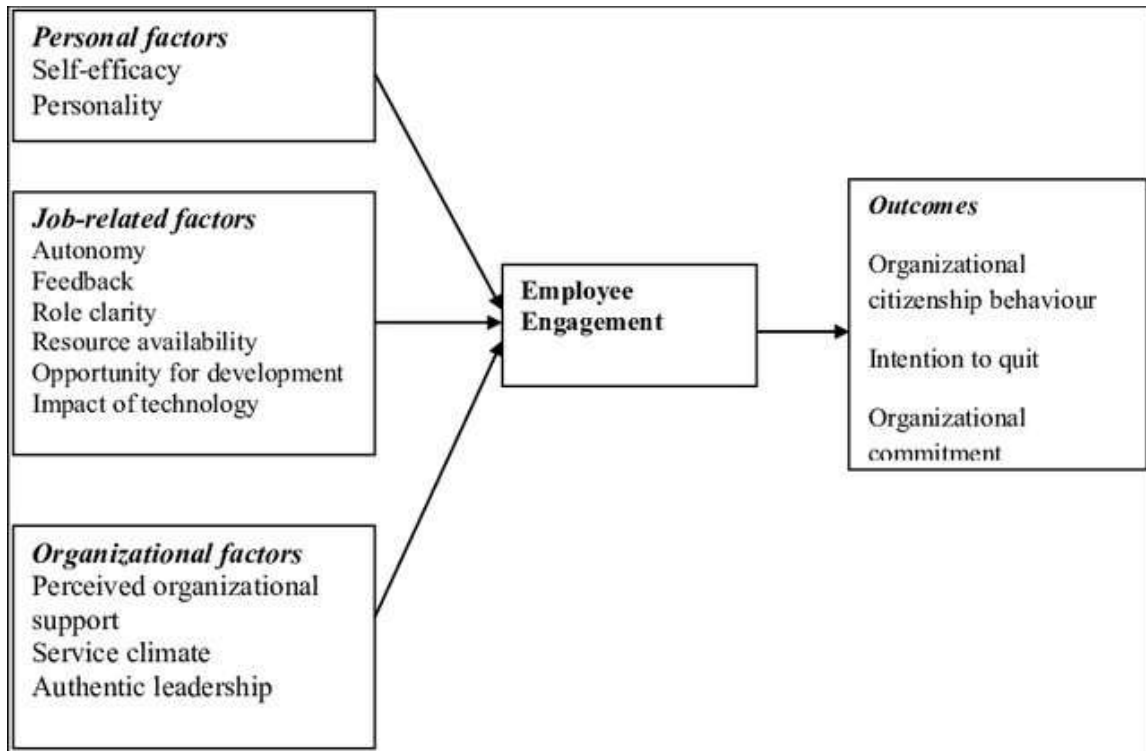 Personal factors
Self-efficacy
Personality
Job-related factors
Autonomy
Feedback
Role clarity
Resource availability
Opportunity for development
Impact of technology
Organizational factors
Perceived organizational
support
Service climate
Authentic leadership
Employee
Engagement
Outcomes
Organizational
citizenship behaviour
Intention to quit
Organizational
commitment